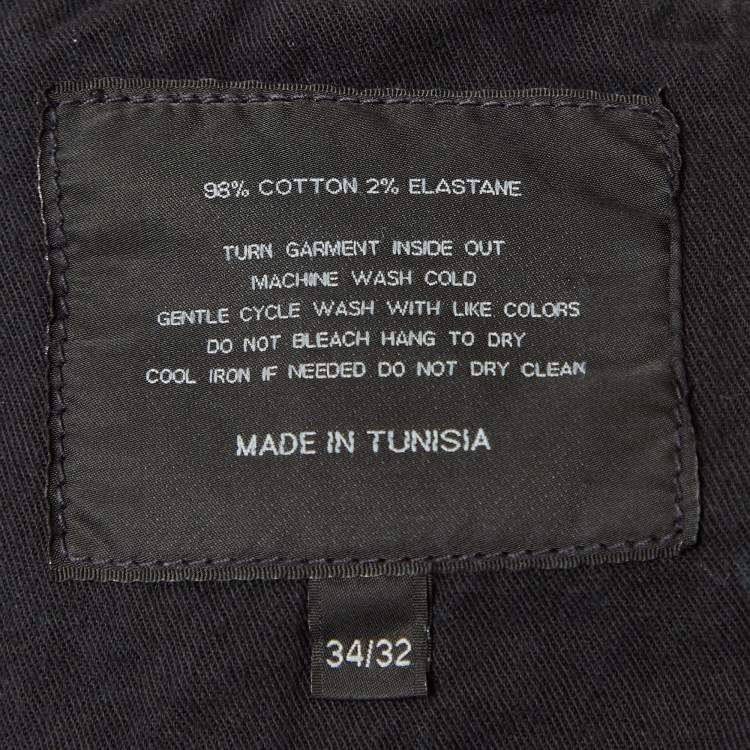 98% COTTON 2% ELASTANE
TURN GARMENT INSIDE OUT
MACHINE WASH COLD
GENTLE CYCLE WASH WITH LIKE COLORS
DO NOT BLEACH HANG TO DRY
COOL IRON IF NEEDED DO NOT DRY CLEAN
MADE IN TUNISIA
34/32